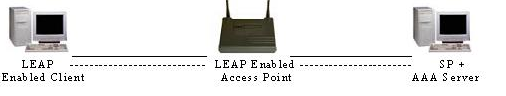 LEAP
Enabled Client
LEAP Enabled
Access Point
SP +
AAA Server